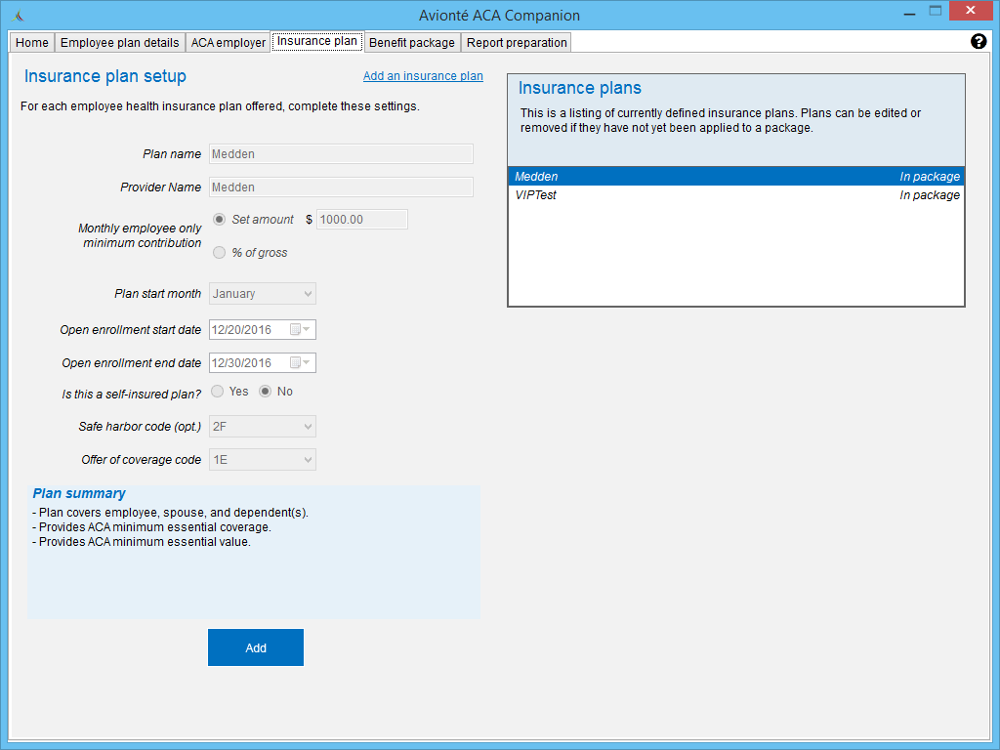 Avionté ACA Companion
Home
Employee plan details
ACA employer
Insurance plan
Benefit package
Report preparation
Insurance plan setup
Add an insurance plan
For each employee health insurance plan offered, complete these settings.
Plan name
Medden
Provider Name
Medden
Monthly employee only
minimum contribution
Set amount
$
1000.00
% of gross
Plan start month
January
Open enrollment start date
12/20/2016
Open enrollment end date
12/30/2016
Is this a self-insured plan?
Yes
No
Safe harbor code (opt.)
2F
Offer of coverage code
1E
Plan summary
- Plan covers employee, spouse, and dependent(s).
- Provides ACA minimum essential coverage.
- Provides ACA minimum essential value.
Add
Insurance plans
This is a listing of currently defined insurance plans. Plans can be edited or
removed if they have not yet been applied to a package.
Medden
In package
VIPTest
In package